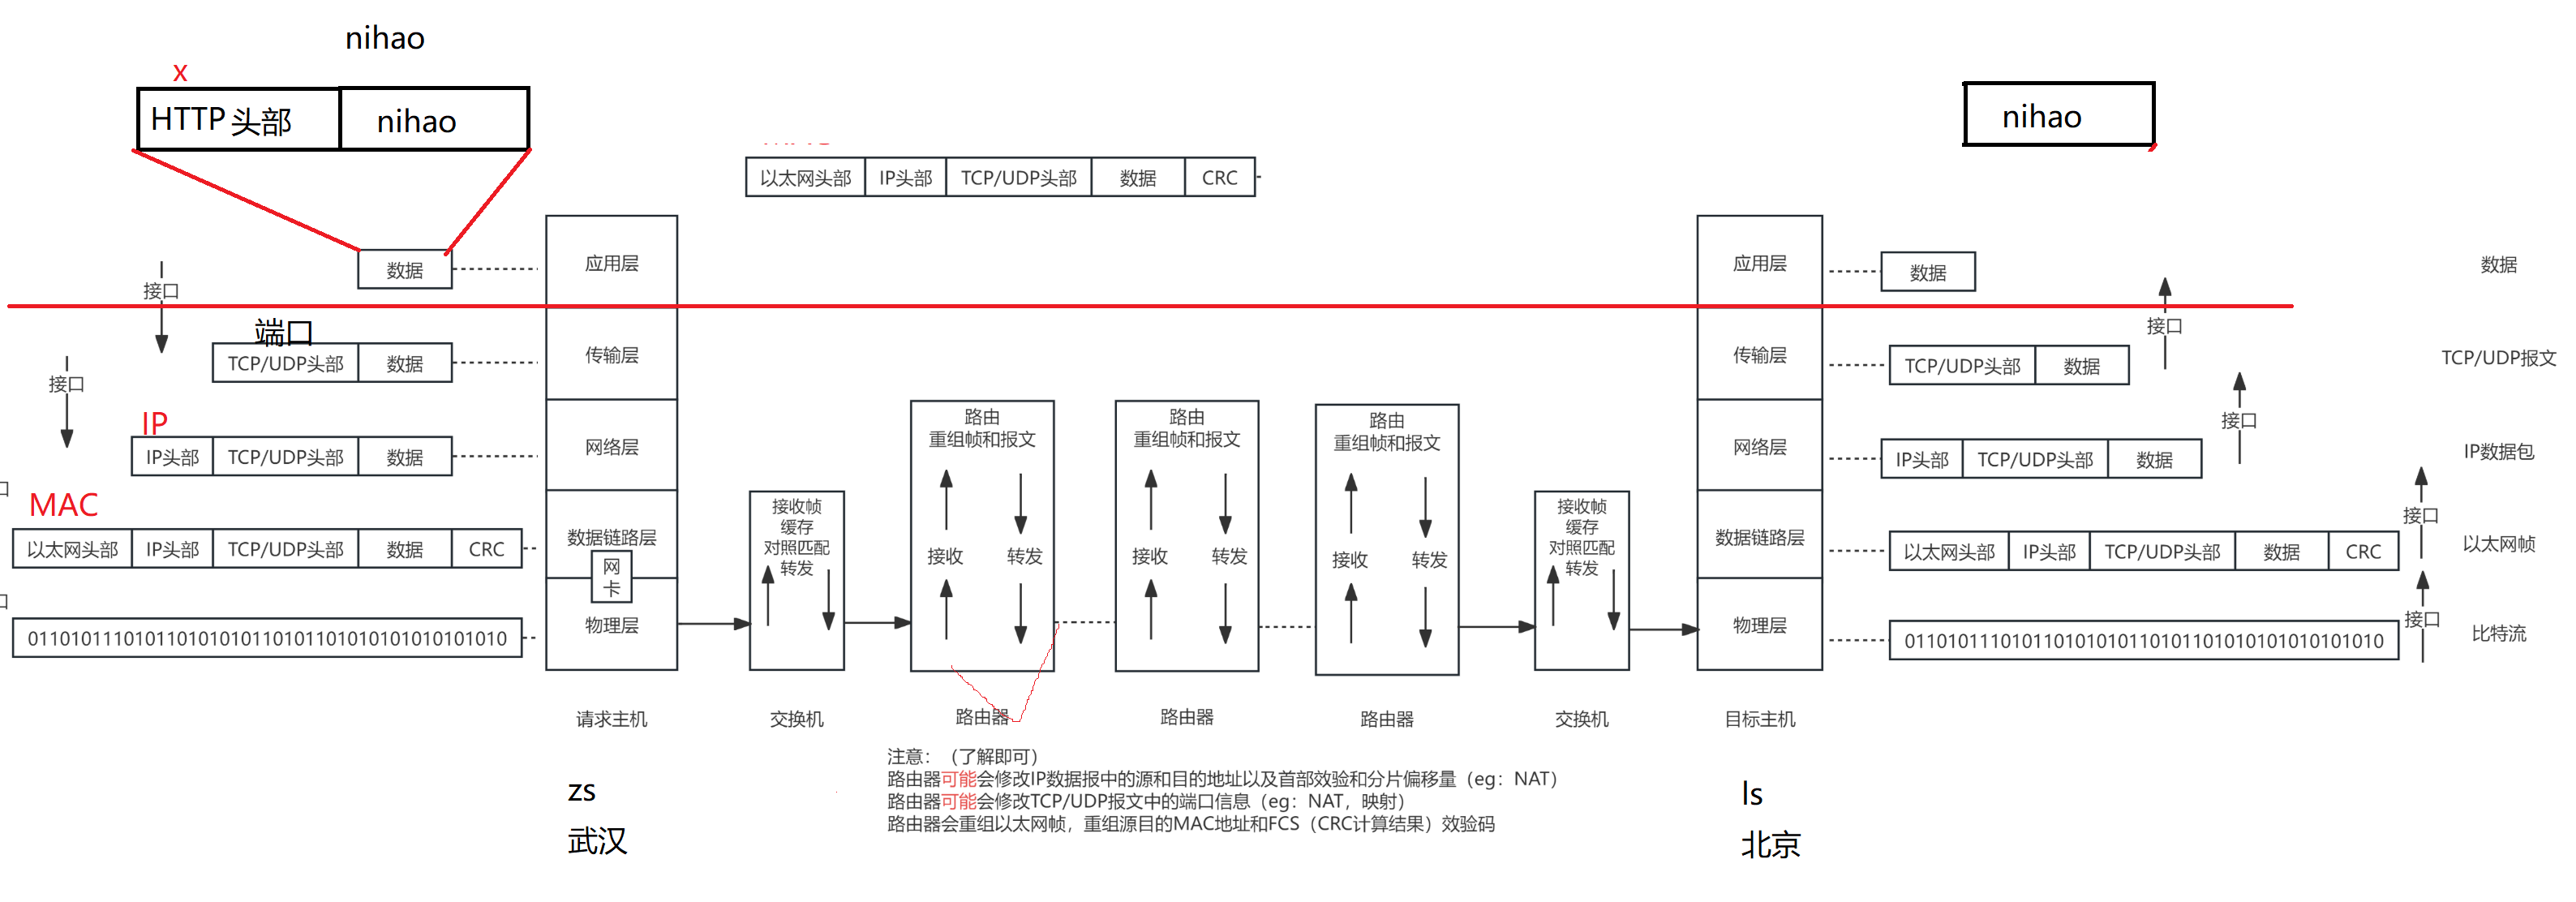 nihao
x
HTTP 头部 nihao
nihao
以太网头部 IP头部 TCP/UDP头部 数据 CRC
数据
应用层
应用层
数据
数据
接口
接口
端口
TCP/UDP头部 数据
传输层
传输层
TCP/UDP头部 数据
TCP/UDP报文
接口
接口
IP
IP头部 TCP/UDP头部 数据
网络层
网络层
IP头部 TCP/UDP头部 数据
IP数据包
路由
重组帧和报文
接收
转发
路由
重组帧和报文
接收
转发
路由
重组帧和报文
接收
转发
口
MAC
以太网头部 IP头部 TCP/UDP头部 数据 CRC
数据链路层
网卡
接收帧
缓存
对照匹配
转发
接收帧
缓存
对照匹配
转发
数据链路层
以太网头部 IP头部 TCP/UDP头部 数据 CRC
接口
以太网帧
口
0110101110101101010101101011010101010101010
物理层
物理层
0110101110101101010101101011010101010101010
接口
比特流
请求主机
交换机
路由器
路由器
路由器
交换机
目标主机
注意：（了解即可）
路由器可能会修改IP数据报中的源和目的地址以及首部效验和分片偏移量（eg：NAT）
路由器可能会修改TCP/UDP报文中的端口信息（eg：NAT，映射）
路由器会重组以太网帧，重组源目的MAC地址和FCS（CRC计算结果）效验码
zs
武汉
ls
北京